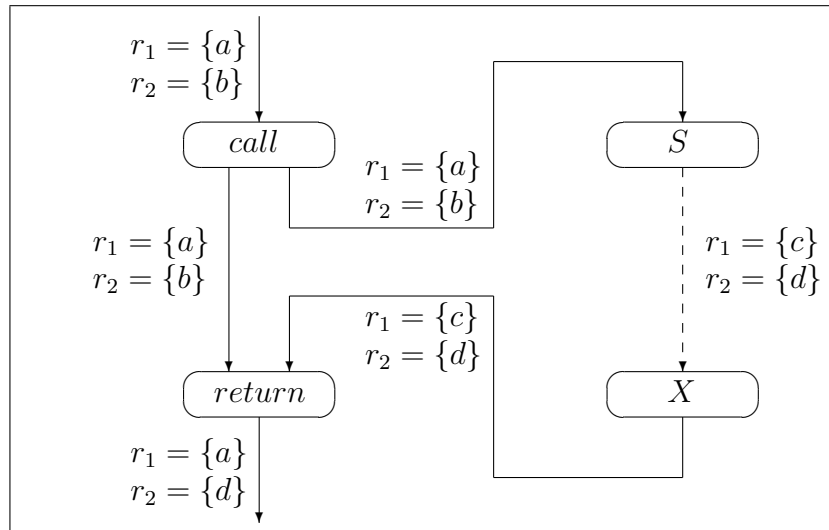 r₁ = {a}
r₂ = {b}
call
S
r₁ = {a}
r₂ = {b}
r₁ = {a}
r₂ = {b}
r₁ = {c}
r₂ = {d}
r₁ = {c}
r₂ = {d}
return
X
r₁ = {a}
r₂ = {d}